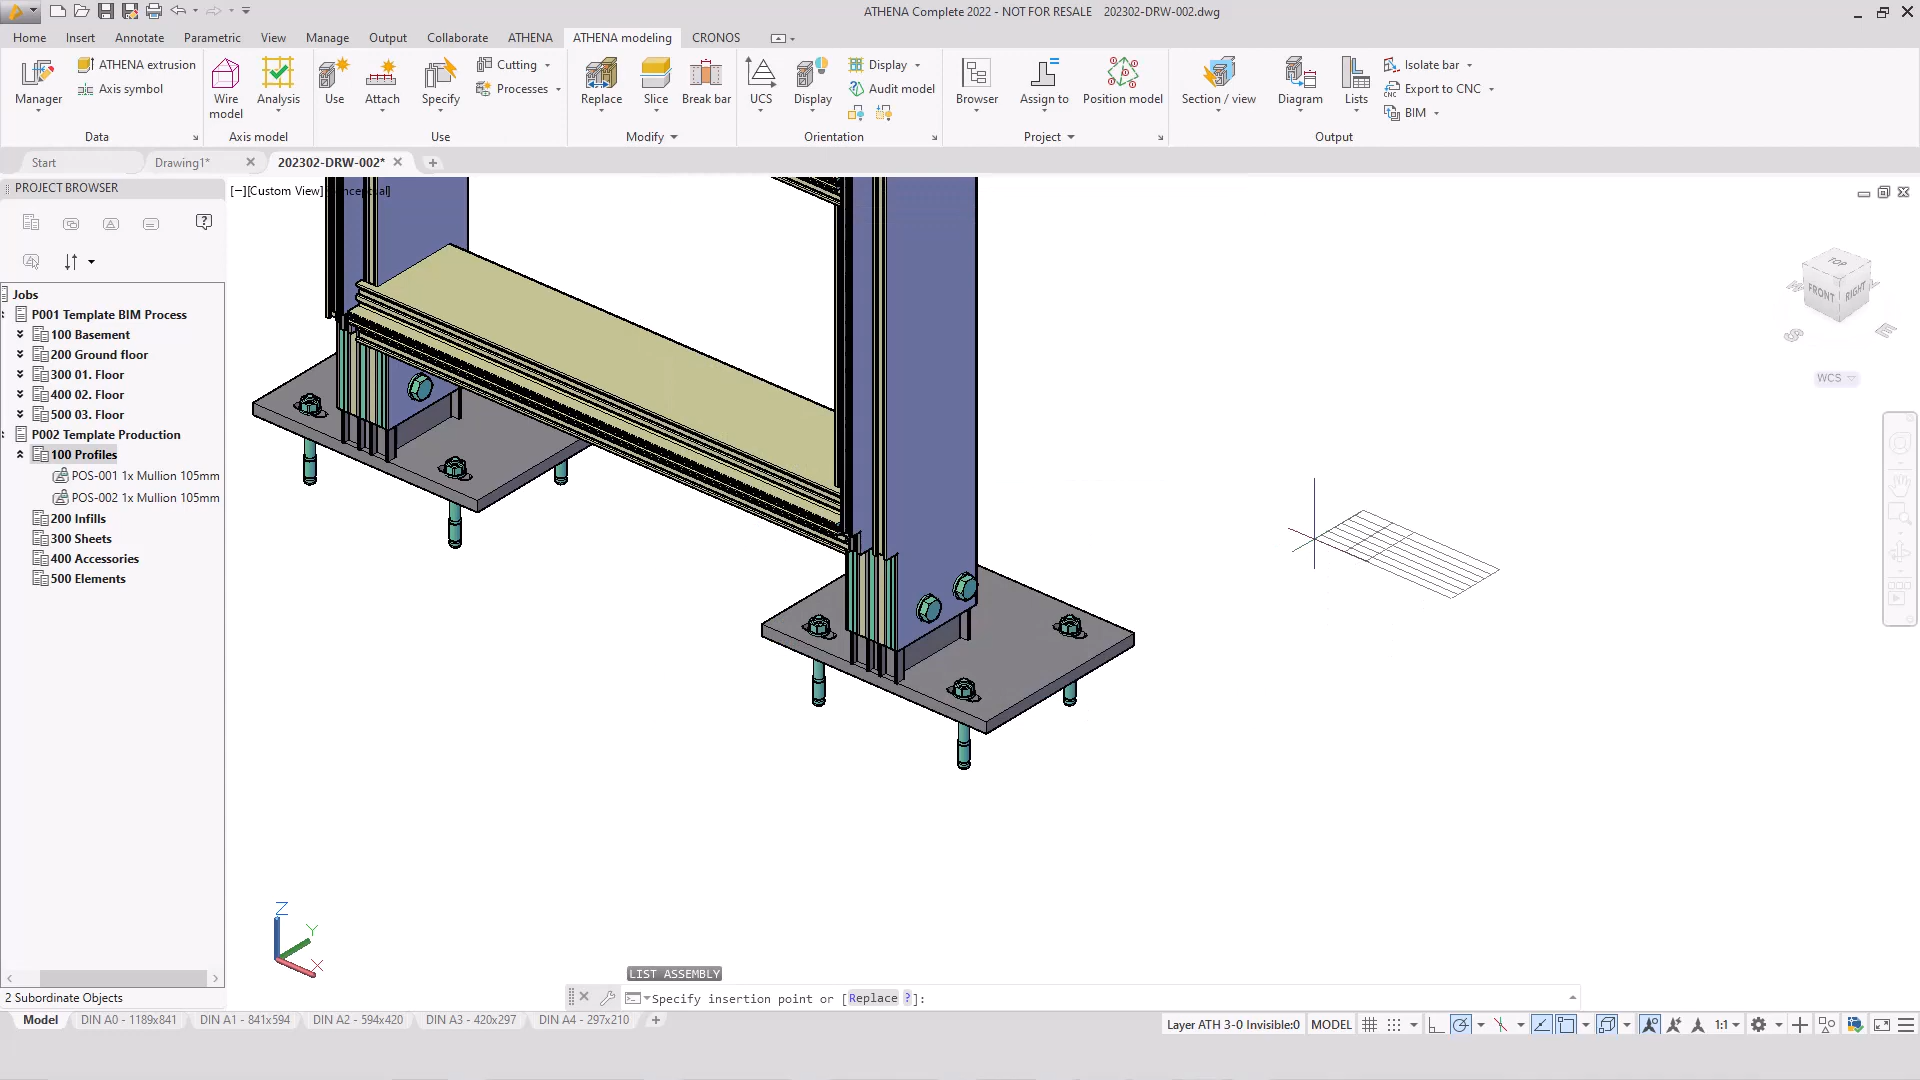 ATHENA Complete 2022 - NOT FOR RESALE 202302-DRW-002.dwg
Home Insert Annotate Parametric View Manage Output Collaborate ATHENA ATHENA modeling CRONOS
Manager
ATHENA extrusion
Axis symbol
Data
Wire model
Analysis
Axis model
Use
Attach
Specify
Cutting
Processes
Use
Replace
Slice
Break bar
Modify
UCS
Display
Display
Audit model
Orientation
Browser
Assign to
Position model
Project
Section / view
Diagram
Lists
Isolate bar
Export to CNC
BIM
Output
Start Drawing1* 202302-DRW-002*
PROJECT BROWSER
[−][Custom View]
Jobs
P001 Template BIM Process
100 Basement
200 Ground floor
300 01. Floor
400 02. Floor
500 03. Floor
P002 Template Production
100 Profiles
POS-001 1x Mullion 105mm
POS-002 1x Mullion 105mm
200 Infills
300 Sheets
400 Accessories
500 Elements
TOP
FRONT RIGHT
S E
WCS
Z
Y
X
LIST ASSEMBLY
Specify insertion point or [Replace ?]:
2 Subordinate Objects
Model DIN A0 - 1189x841 DIN A1 - 841x594 DIN A2 - 594x420 DIN A3 - 420x297 DIN A4 - 297x210
Layer ATH 3-0 Invisible:0 MODEL 1:1